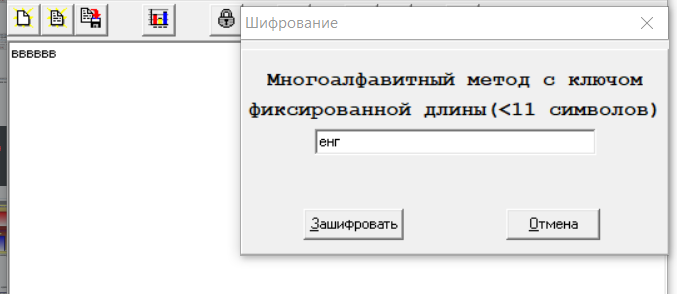 Шифрование
вввввв
Многоалфавитный метод с ключом
фиксированной длины(<11 символов)
енг
Зашифровать
Отмена